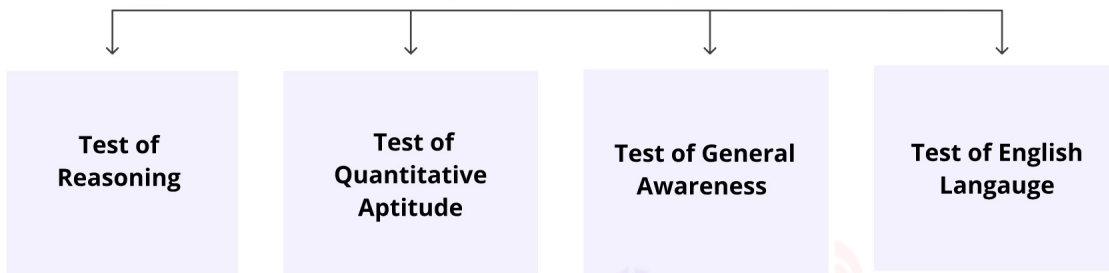 Test of
Reasoning
Test of
Quantitative
Aptitude
Test of General
Awareness
Test of English
Langauge